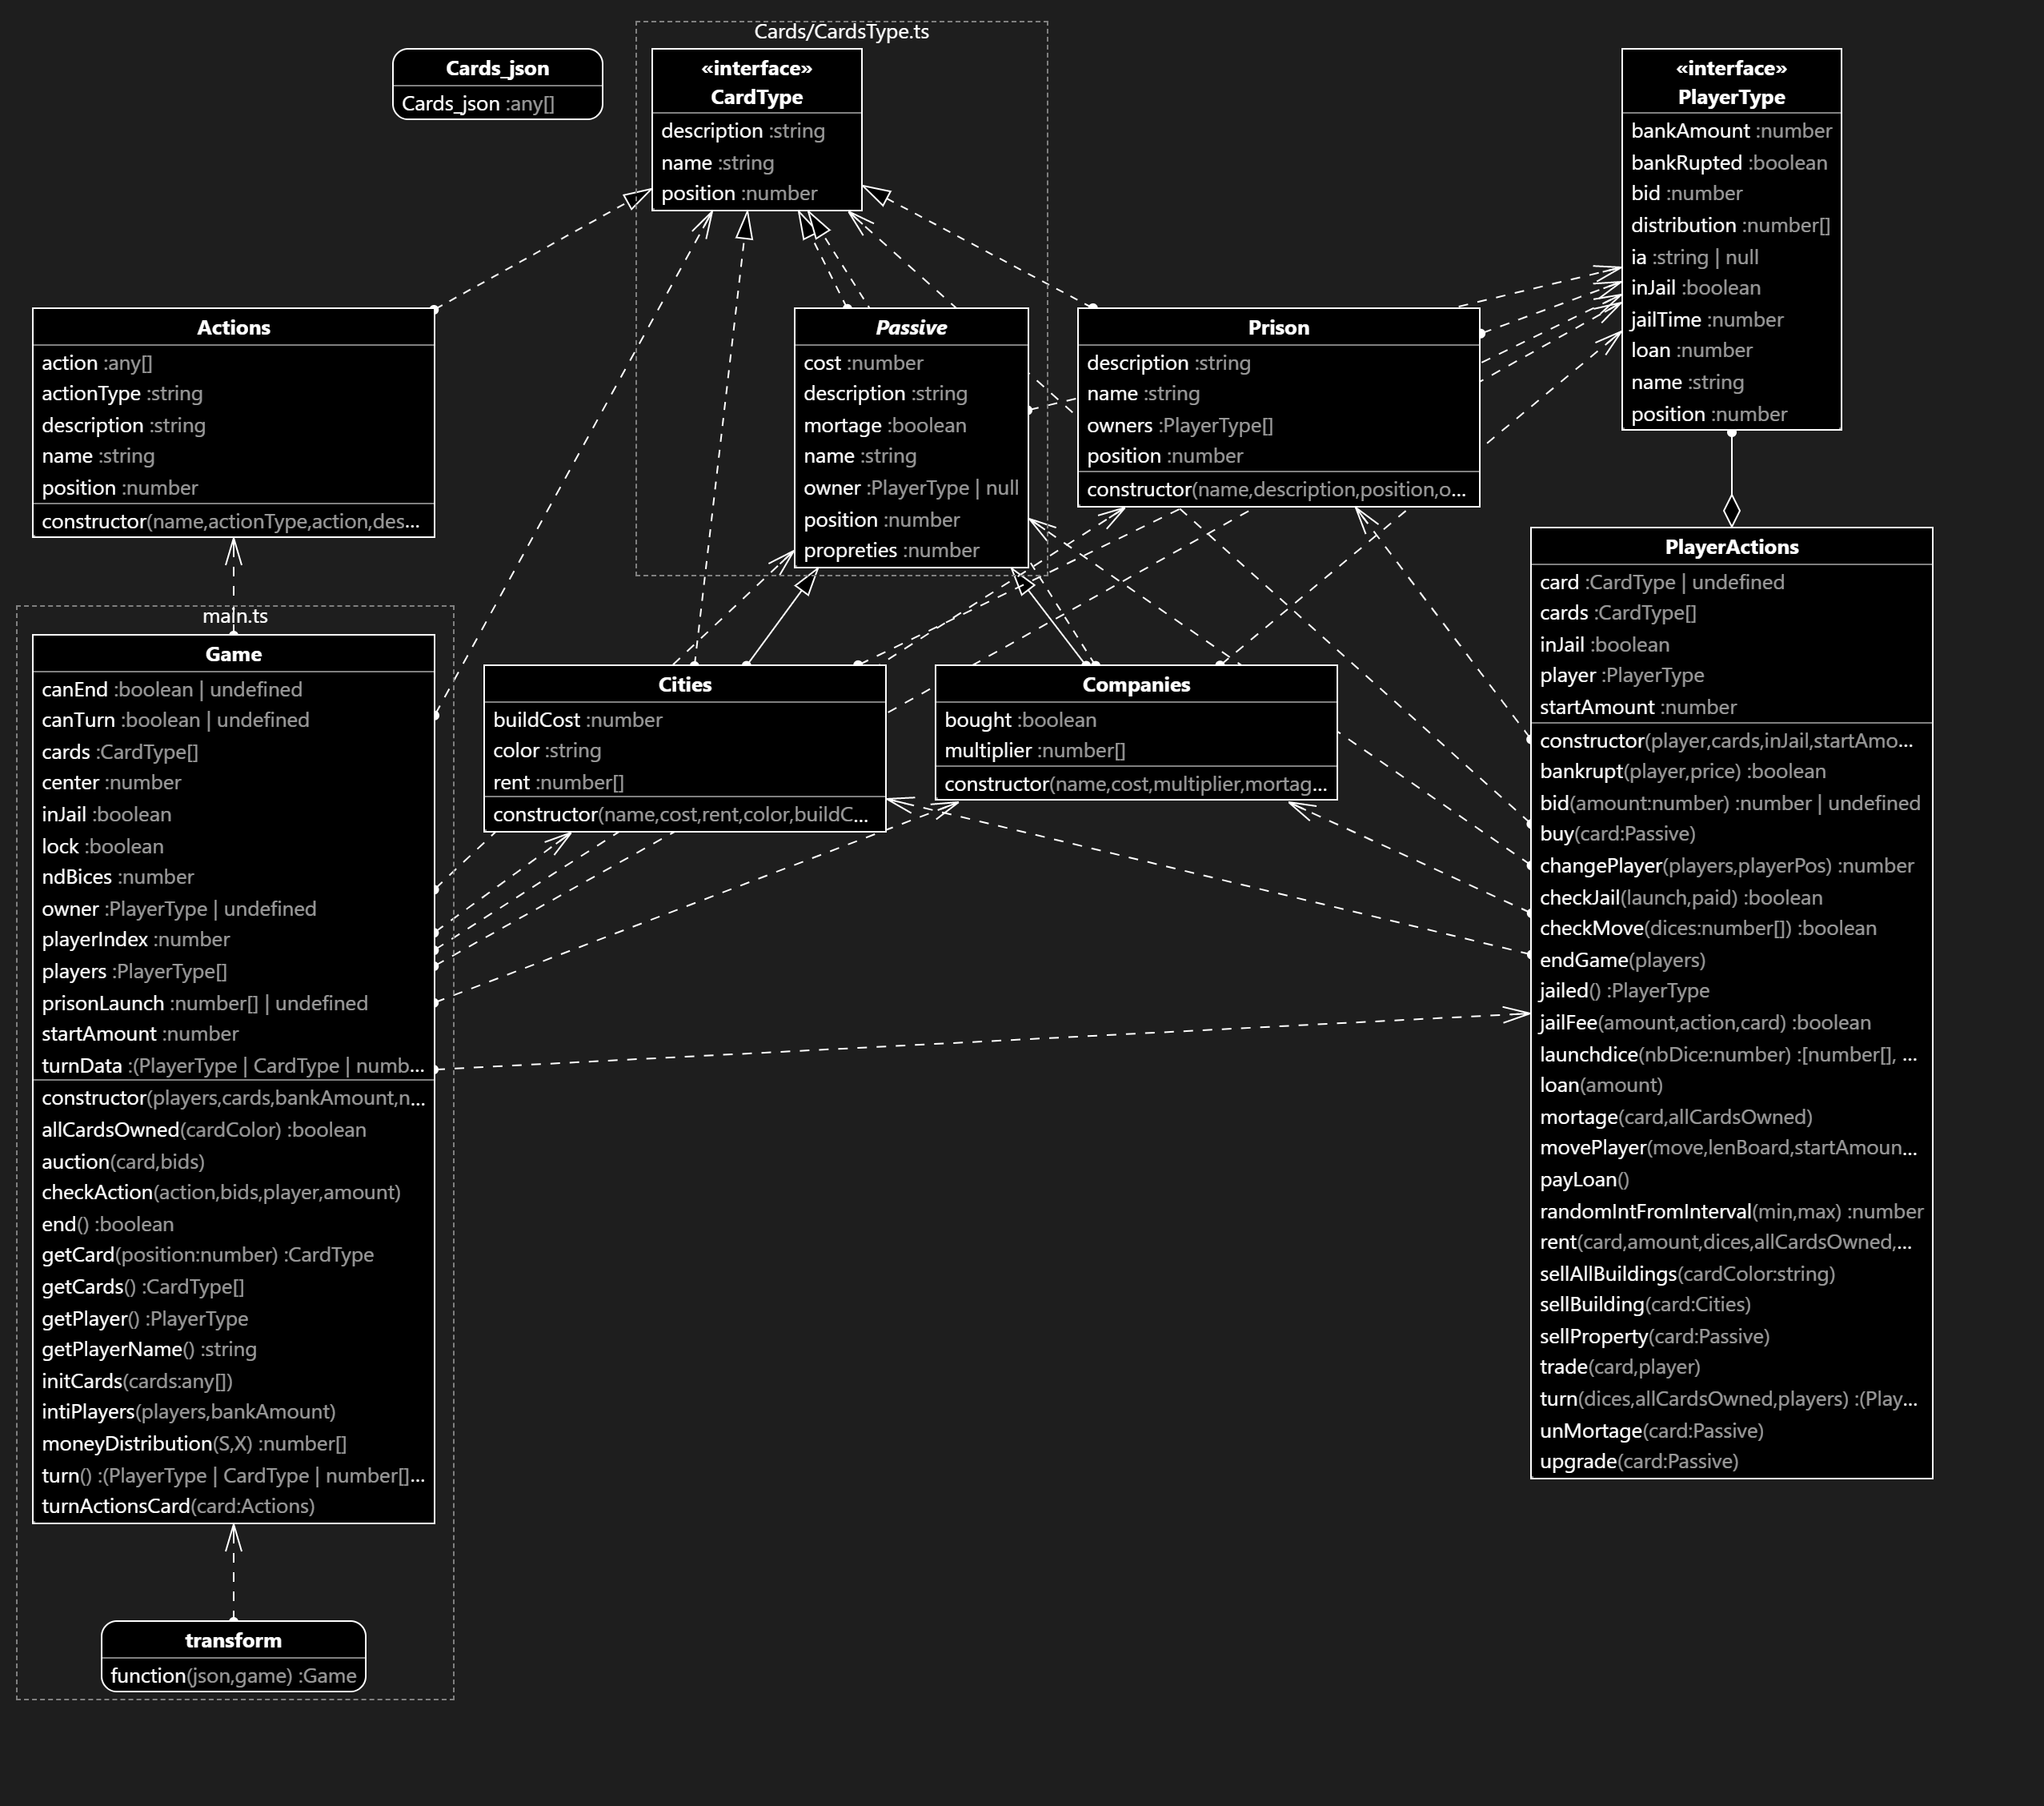 Cards/CardsType.ts
Cards_json
Cards_json :any[]
«interface»
CardType
description :string
name :string
position :number
«interface»
PlayerType
bankAmount :number
bankRupted :boolean
bid :number
distribution :number[]
ia :string | null
inJail :boolean
jailTime :number
loan :number
name :string
position :number
Actions
action :any[]
actionType :string
description :string
name :string
position :number
constructor(name,actionType,action,des...
Passive
cost :number
description :string
mortage :boolean
name :string
owner :PlayerType | null
position :number
propreties :number
Prison
description :string
name :string
owners :PlayerType[]
position :number
constructor(name,description,position,o...
main.ts
Game
canEnd :boolean | undefined
canTurn :boolean | undefined
cards :CardType[]
center :number
inJail :boolean
lock :boolean
ndBices :number
owner :PlayerType | undefined
playerIndex :number
players :PlayerType[]
prisonLaunch :number[] | undefined
startAmount :number
turnData :(PlayerType | CardType | numb...
constructor(players,cards,bankAmount,n...
allCardsOwned(cardColor) :boolean
auction(card,bids)
checkAction(action,bids,player,amount)
end() :boolean
getCard(position:number) :CardType
getCards() :CardType[]
getPlayer() :PlayerType
getPlayerName() :string
initCards(cards:any[])
intiPlayers(players,bankAmount)
moneyDistribution(S,X) :number[]
turn() :(PlayerType | CardType | number[]...
turnActionsCard(card:Actions)
Cities
buildCost :number
color :string
rent :number[]
constructor(name,cost,rent,color,buildC...
Companies
bought :boolean
multiplier :number[]
constructor(name,cost,multiplier,mortag...
PlayerActions
card :CardType | undefined
cards :CardType[]
inJail :boolean
player :PlayerType
startAmount :number
constructor(player,cards,inJail,startAmo...
bankrupt(player,price) :boolean
bid(amount:number) :number | undefined
buy(card:Passive)
changePlayer(players,playerPos) :number
checkJail(launch,paid) :boolean
checkMove(dices:number[]) :boolean
endGame(players)
jailed() :PlayerType
jailFee(amount,action,card) :boolean
launchdice(nbDice:number) :[number[], ...
loan(amount)
mortage(card,allCardsOwned)
movePlayer(move,lenBoard,startAmoun...
payLoan()
randomIntFromInterval(min,max) :number
rent(card,amount,dices,allCardsOwned,...
sellAllBuildings(cardColor:string)
sellBuilding(card:Cities)
sellProperty(card:Passive)
trade(card,player)
turn(dices,allCardsOwned,players) :(Play...
unMortage(card:Passive)
upgrade(card:Passive)
transform
function(json,game) :Game